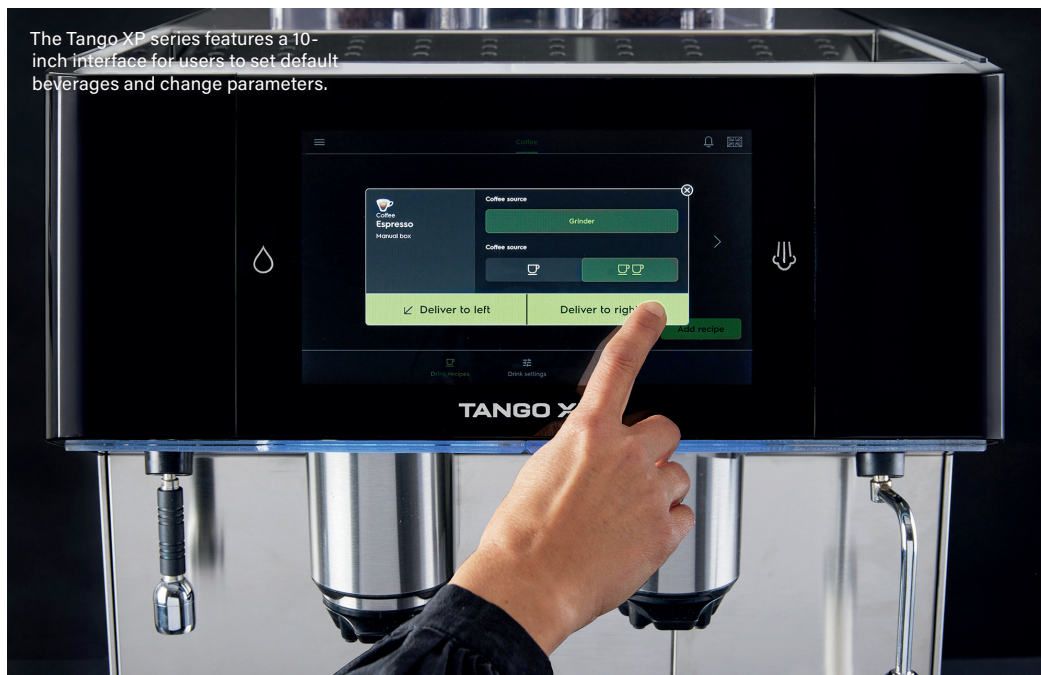 The Tango XP series features a 10-
inch interface for users to set default
beverages and change parameters.
Coffee
Coffee
Espresso
Manual box
Coffee source
Grinder
Coffee source
Deliver to left
Deliver to
Add recipe
Drink recipes
Drink settings
TANGO